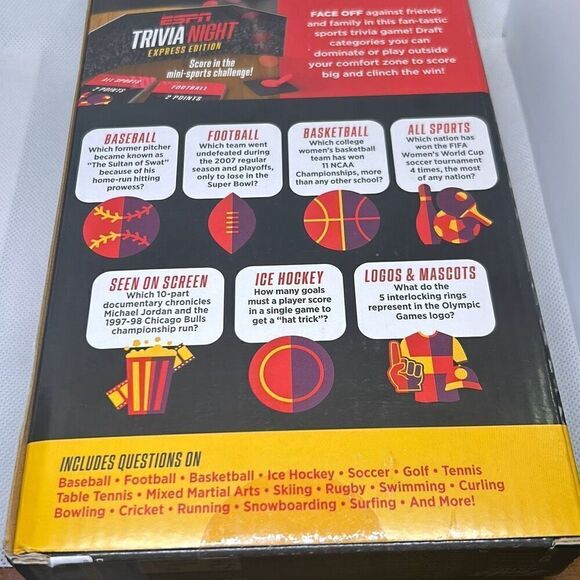 ESPN
TRIVIA NIGHT
EXPRESS EDITION
Score in the
mini-sports challenge!
ALL SPORTS
2 POINTS
FOOTBALL
2 POINTS
FACE OFF against friends
and family in this fan-tastic
sports trivia game! Draft
categories you can
dominate or play outside
your comfort zone to score
big and clinch the win!
BASEBALL
Which former pitcher
became known as
"The Sultan of Swat"
because of his
home-run hitting
prowess?
FOOTBALL
Which team went
undefeated during
the 2007 regular
season and playoffs,
only to lose in the
Super Bowl?
BASKETBALL
Which college
women's basketball
team has won
11 NCAA
Championships, more
than any other school?
ALL SPORTS
Which nation has
won the FIFA
Women's World Cup
soccer tournament
4 times, the most
of any nation?
SEEN ON SCREEN
Which 10-part
documentary chronicles
Michael Jordan and the
1997-98 Chicago Bulls
championship run?
ICE HOCKEY
How many goals
must a player score
in a single game to
get a "hat trick"?
LOGOS & MASCOTS
What do the
5 interlocking rings
represent in the Olympic
Games logo?
INCLUDES QUESTIONS ON
Baseball • Football • Basketball • Ice Hockey • Soccer • Golf • Tennis
Table Tennis • Mixed Martial Arts • Skiing • Rugby • Swimming • Curling
Bowling • Cricket • Running • Snowboarding • Surfing • And More!